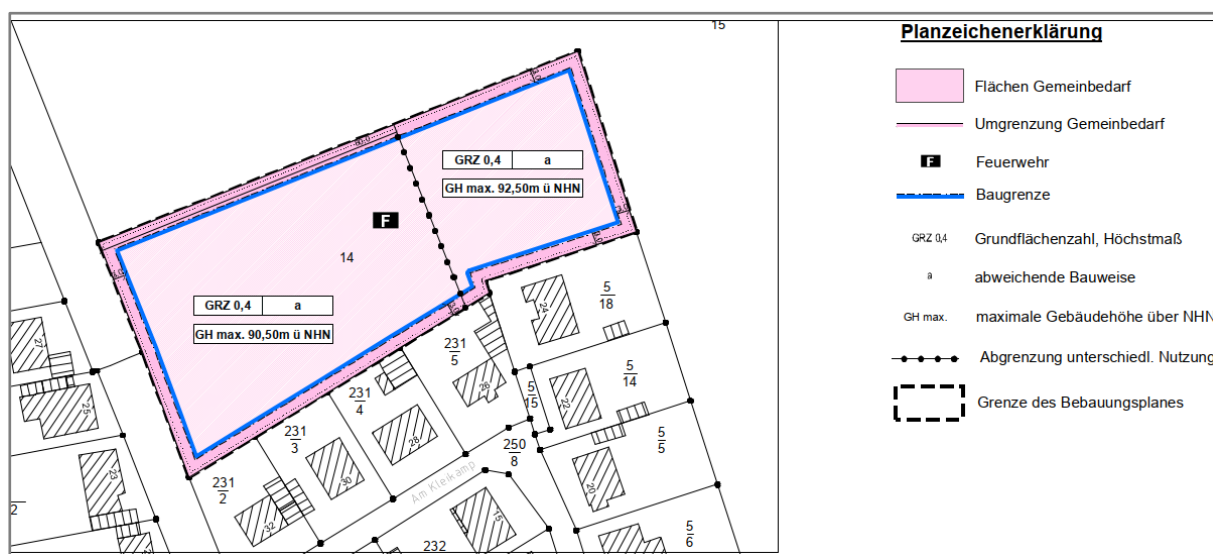 15
GRZ 0,4 a
GH max. 92,50m ü NHN
F
14
GRZ 0,4 a
GH max. 90,50m ü NHN
5
18
24
231
5
26
5
14
5
15
22
231
4
28
231
3
30
250
8
5
5
27
25
23
2
231
2
32
Am Kleikamp
20
15
232
5
6
Planzeichenerklärung
Flächen Gemeinbedarf
Umgrenzung Gemeinbedarf
F Feuerwehr
Baugrenze
GRZ 0,4 Grundflächenzahl, Höchstmaß
a abweichende Bauweise
GH max. maximale Gebäudehöhe über NHN
Abgrenzung unterschiedl. Nutzung
Grenze des Bebauungsplanes